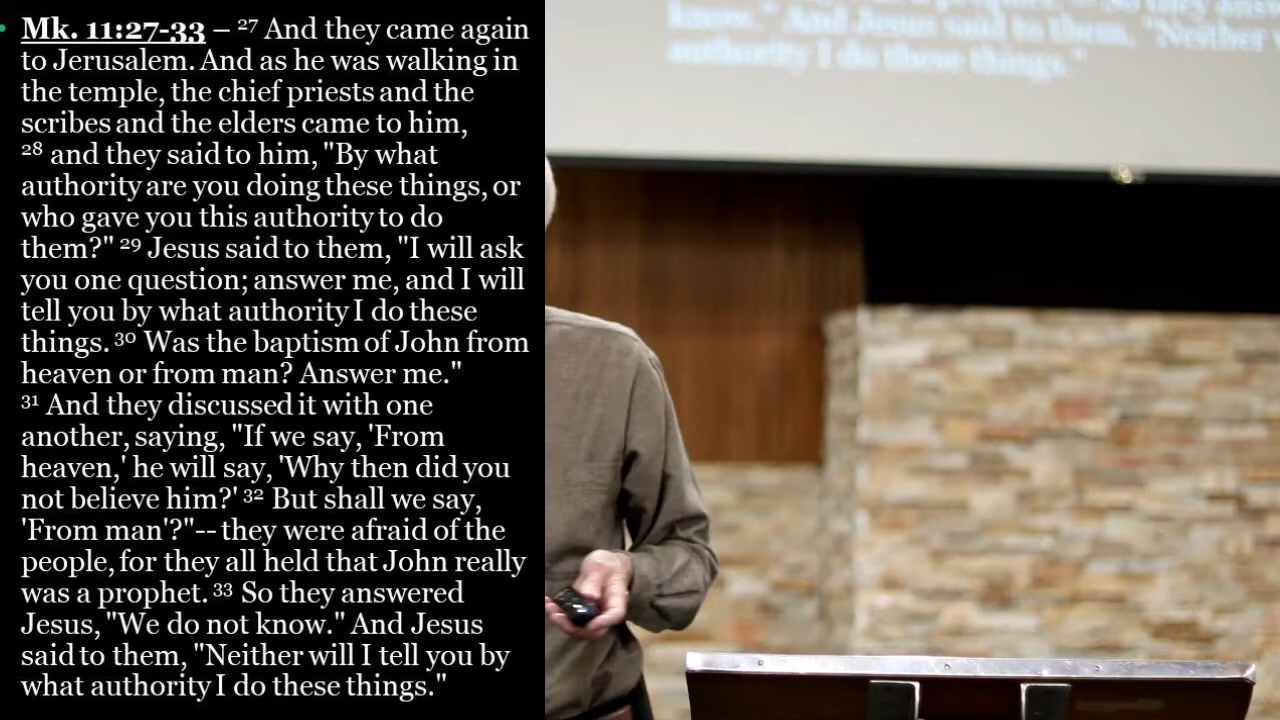 Mk. 11:27-33 – 27 And they came again
to Jerusalem. And as he was walking in
the temple, the chief priests and the
scribes and the elders came to him,
28 and they said to him, "By what
authority are you doing these things, or
who gave you this authority to do
them?" 29 Jesus said to them, "I will ask
you one question; answer me, and I will
tell you by what authority I do these
things. 30 Was the baptism of John from
heaven or from man? Answer me."
31 And they discussed it with one
another, saying, "If we say, 'From
heaven,' he will say, 'Why then did you
not believe him?' 32 But shall we say,
'From man'?"-- they were afraid of the
people, for they all held that John really
was a prophet. 33 So they answered
Jesus, "We do not know." And Jesus
said to them, "Neither will I tell you by
what authority I do these things."
know." And Jesus said to them, "Neither
authority I do these things."